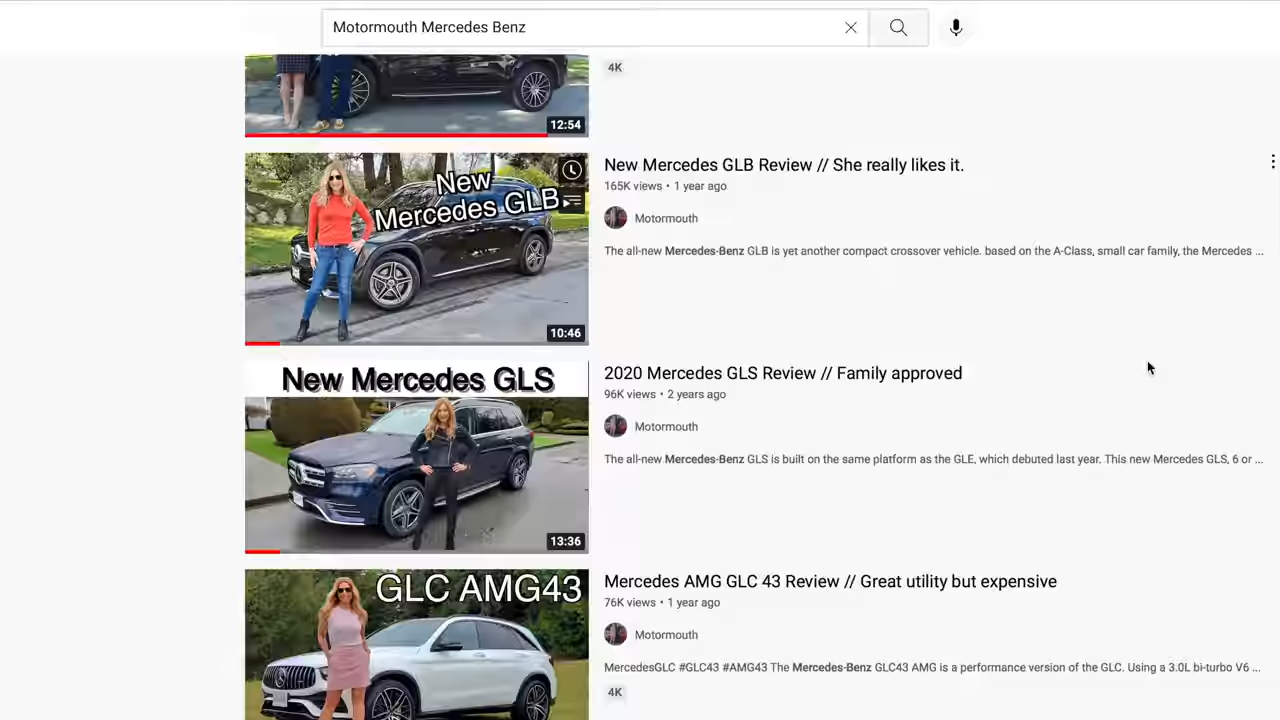 Motormouth Mercedes Benz
4K
12:54
New
Mercedes GLB
10:46
New Mercedes GLB Review // She really likes it.
165K views • 1 year ago
Motormouth
The all-new Mercedes-Benz GLB is yet another compact crossover vehicle. based on the A-Class, small car family, the Mercedes ...
New Mercedes GLS
13:36
2020 Mercedes GLS Review // Family approved
96K views • 2 years ago
Motormouth
The all-new Mercedes-Benz GLS is built on the same platform as the GLE, which debuted last year. This new Mercedes GLS, 6 or ...
GLC AMG43
Mercedes AMG GLC 43 Review // Great utility but expensive
76K views • 1 year ago
Motormouth
MercedesGLC #GLC43 #AMG43 The Mercedes-Benz GLC43 AMG is a performance version of the GLC. Using a 3.0L bi-turbo V6 ...
4K